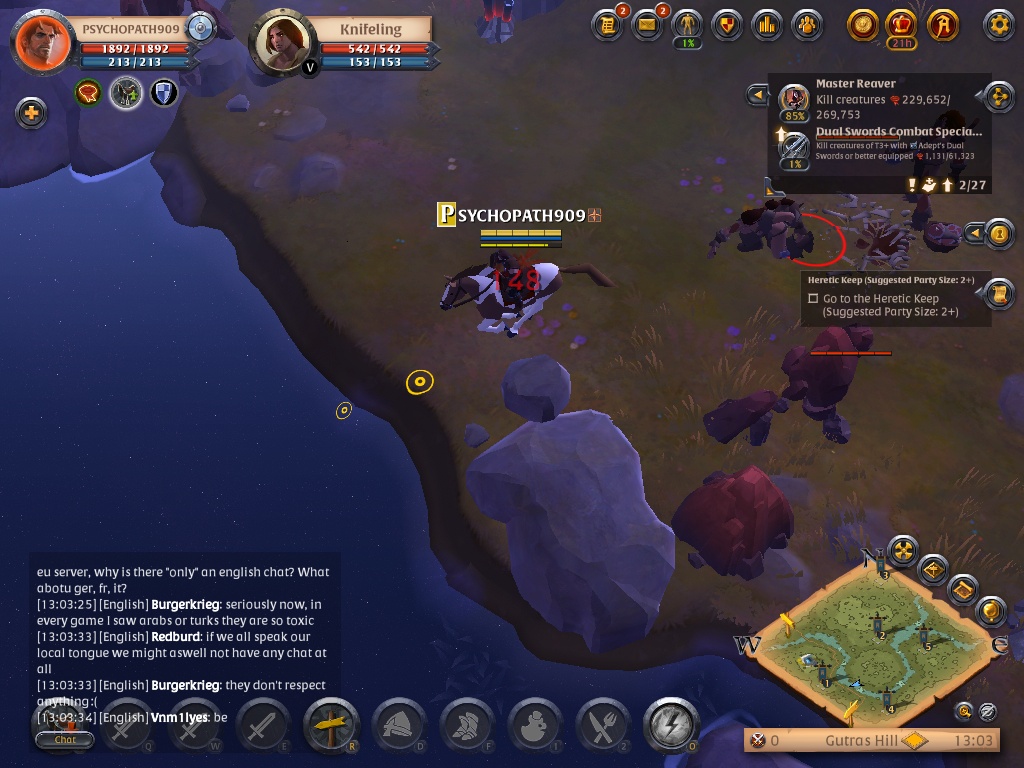 PSYCHOPATH909
1892 / 1892
213 / 213
Knifeling
542 / 542
153 / 153
V
2
2
1%
21h
Master Reaver
Kill creatures 229,652/
269,753
85%
Dual Swords Combat Specia...
Kill creatures of T3+ with Adept's Dual
Swords or better equipped 1,131/61,323
1%
2/27
PSYCHOPATH909
148
Heretic Keep (Suggested Party Size: 2+)
Go to the Heretic Keep
(Suggested Party Size: 2+)
eu server, why is there "only" an english chat? What
abotu ger, fr, it?
[13:03:25] [English] Burgerkrieg: seriously now, in
every game I saw arabs or turks they are so toxic
[13:03:33] [English] Redburd: if we all speak our
local tongue we might aswell not have any chat at
all
[13:03:33] [English] Burgerkrieg: they don't respect
anything:(
[13:03:34] [English] Vnm1lyes: be
Chat
Q
W
E
R
D
F
1
2
N
W
E
3
2
5
1
4
0
Gutras Hill
13:03